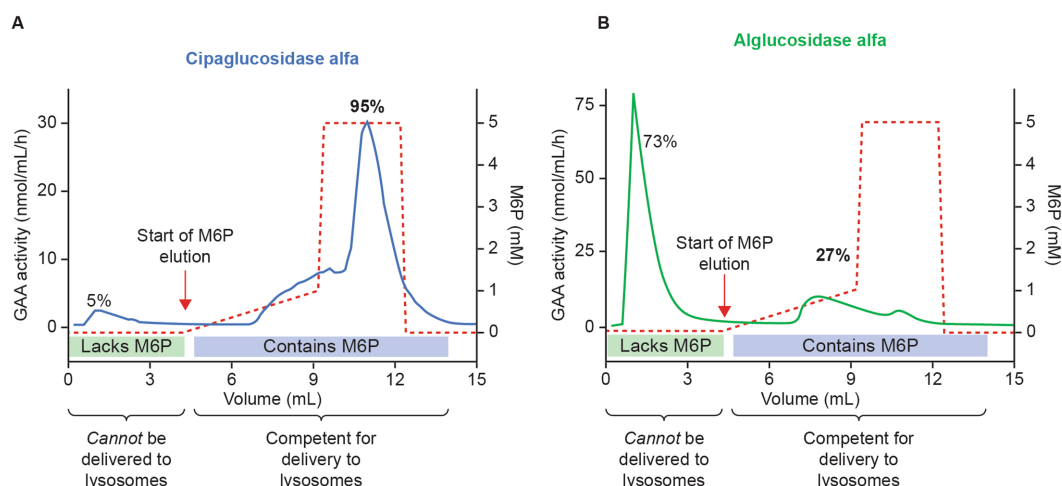 A
Cipaglucosidase alfa
95%
30
20
10
0
GAA activity (nmol/mL/h)
5
4
3
2
1
0
M6P (mM)
Start of M6P
elution
5%
Lacks M6P
Contains M6P
0
3
6
9
12
15
Volume (mL)
Cannot be
delivered to
lysosomes
Competent for
delivery to
lysosomes
B
Alglucosidase alfa
75
50
25
0
GAA activity (nmol/mL/h)
5
4
3
2
1
0
M6P (mM)
73%
Start of M6P
elution
27%
Lacks M6P
Contains M6P
0
3
6
9
12
15
Volume (mL)
Cannot be
delivered to
lysosomes
Competent for
delivery to
lysosomes